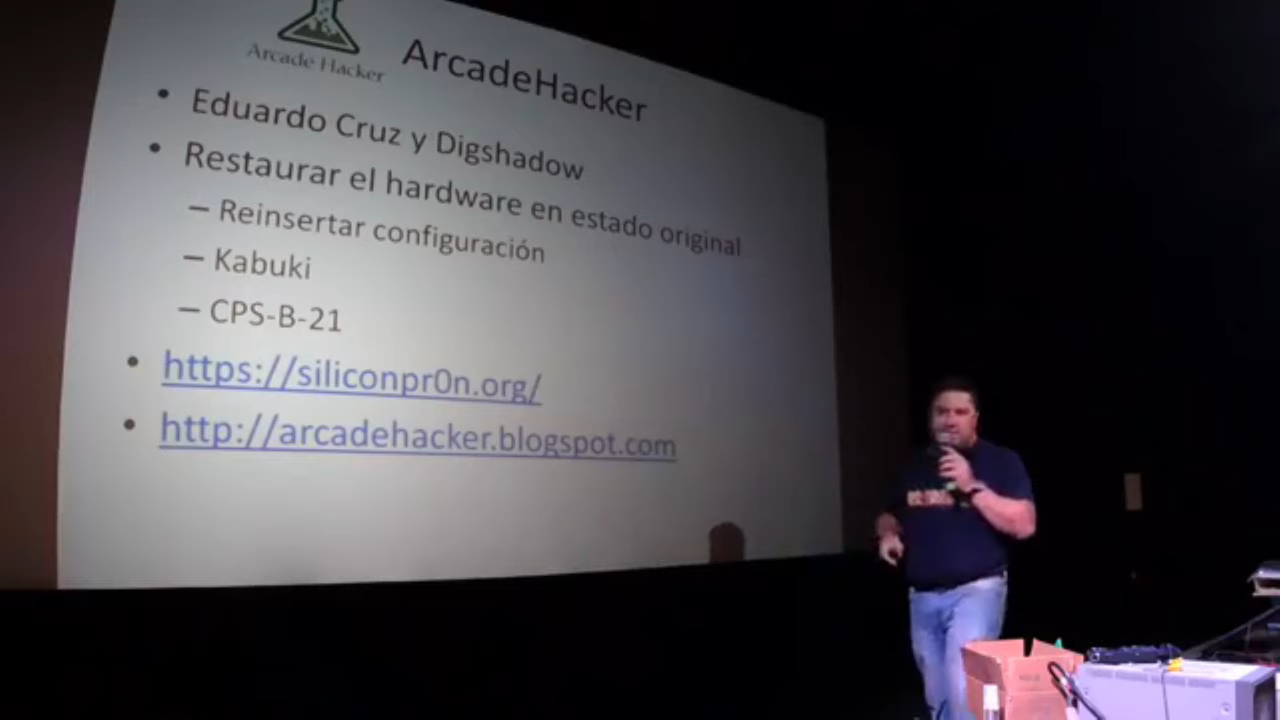 Arcade Hacker
ArcadeHacker
• Eduardo Cruz y Digshadow
• Restaurar el hardware en estado original
– Reinsertar configuración
– Kabuki
– CPS-B-21
• https://siliconpr0n.org/
• http://arcadehacker.blogspot.com